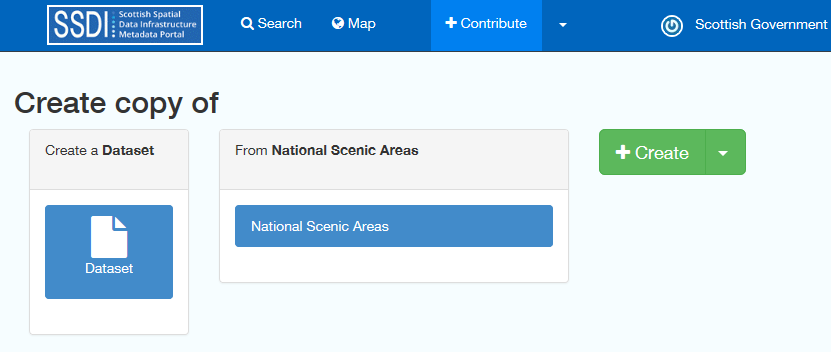 SSDI Scottish Spatial
Data Infrastructure
Metadata Portal
Search
Map
Contribute
Scottish Government
Create copy of
Create a Dataset
From National Scenic Areas
Create
National Scenic Areas
Dataset